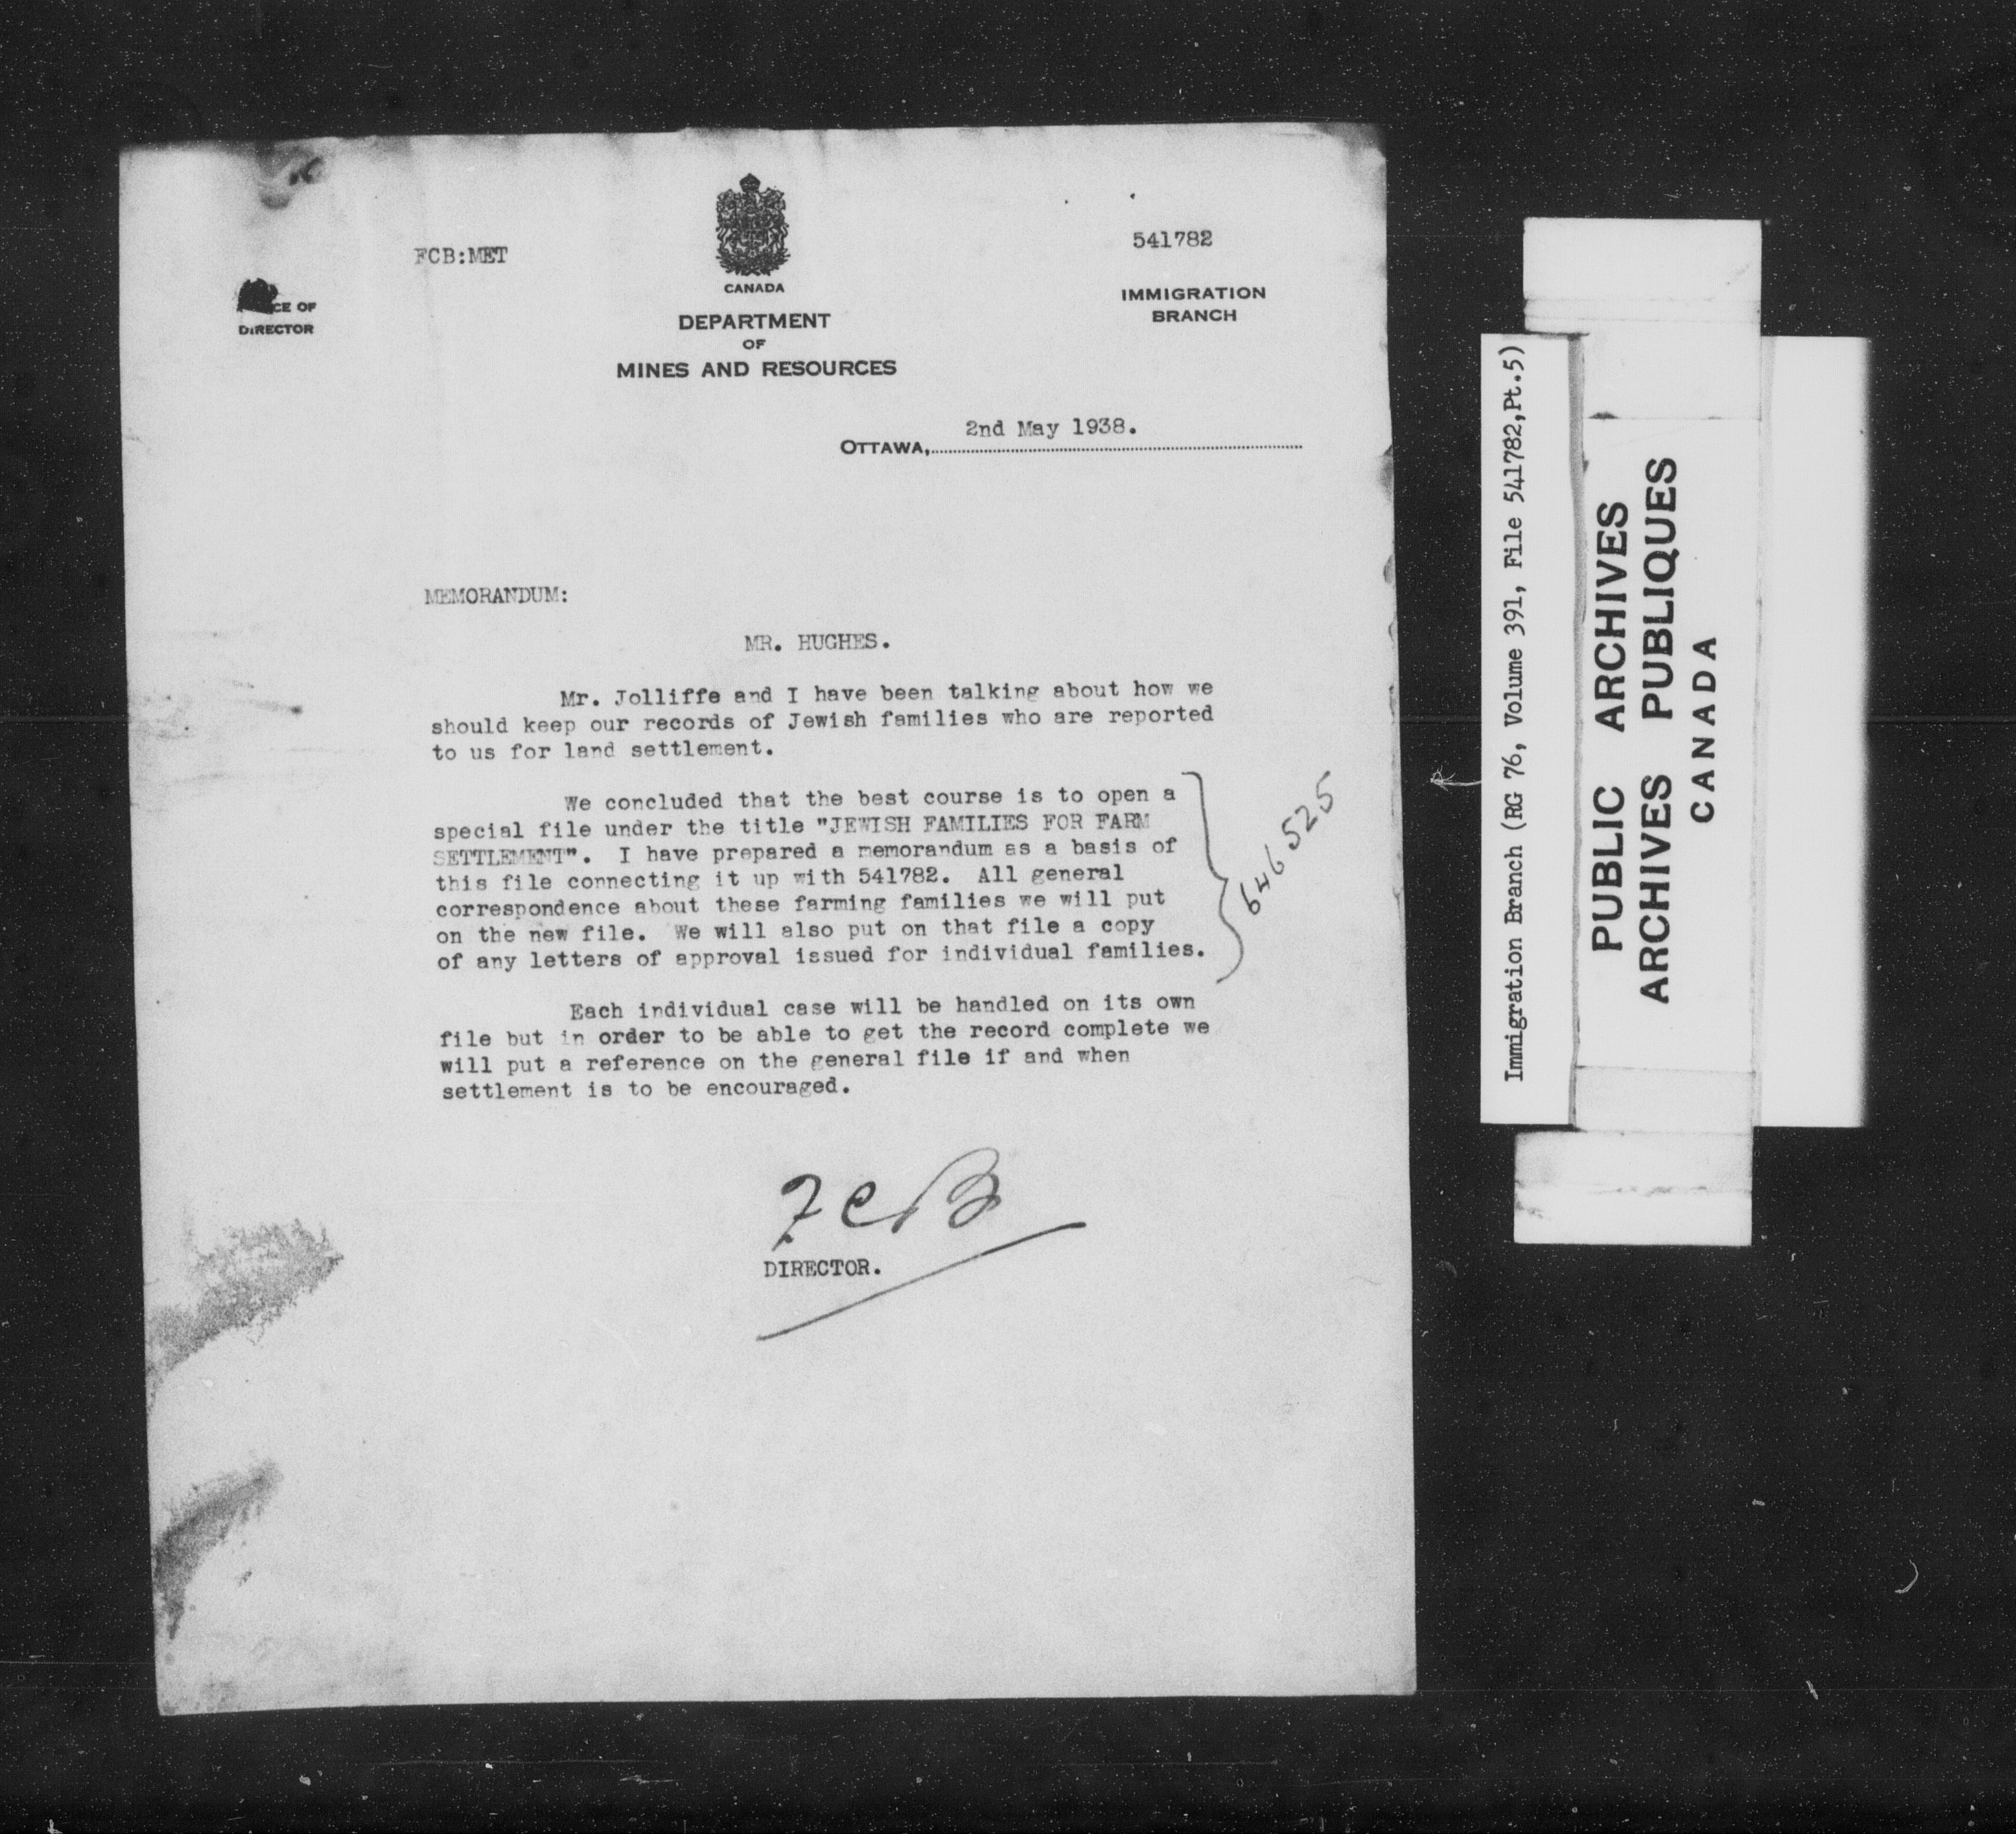 FCB:MET
541782
CANADA
OF
DIRECTOR
IMMIGRATION
BRANCH
DEPARTMENT
OF
MINES AND RESOURCES
OTTAWA, 2nd May 1938.
MEMORANDUM:
MR. HUGHES.
Mr. Jolliffe and I have been talking about how we
should keep our records of Jewish families who are reported
to us for land settlement.
We concluded that the best course is to open a
special file under the title "JEWISH FAMILIES FOR FARM
SETTLEMENT". I have prepared a memorandum as a basis of
this file connecting it up with 541782. All general
correspondence about these farming families we will put
on the new file. We will also put on that file a copy
of any letters of approval issued for individual families.
646525
Each individual case will be handled on its own
file but in order to be able to get the record complete we
will put a reference on the general file if and when
settlement is to be encouraged.
FCB
DIRECTOR.
Immigration Branch (RG 76, Volume 391, File 541782,Pt.5)
PUBLIC ARCHIVES
ARCHIVES PUBLIQUES
CANADA